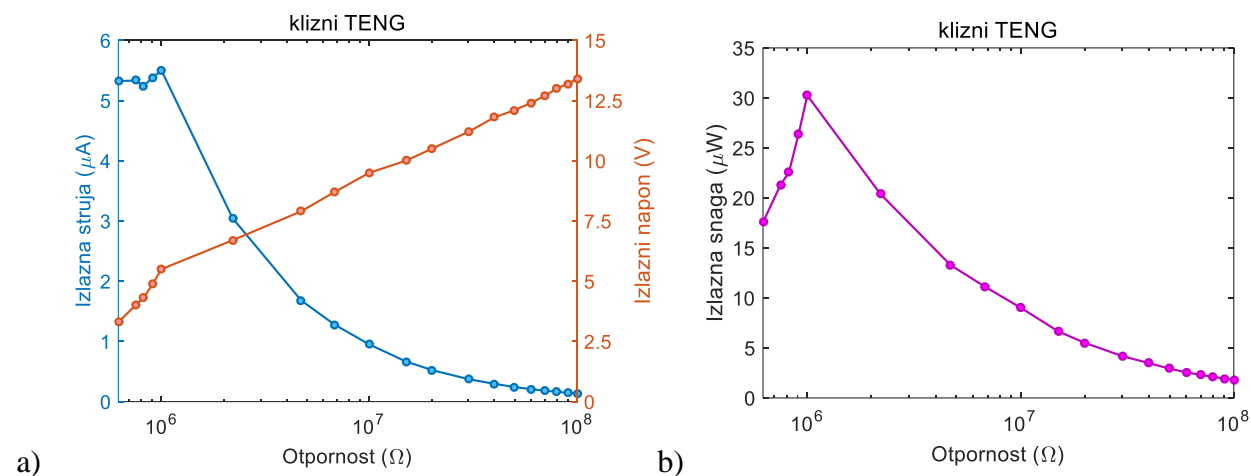 klizni TENG
Izlazna struja (μA)
6
5
4
3
2
1
0
Izlazni napon (V)
15
12.5
10
7.5
5
2.5
0
10^6 10^7 10^8
Otpornost (Ω)
a)
klizni TENG
Izlazna snaga (μW)
35
30
25
20
15
10
5
0
10^6 10^7 10^8
Otpornost (Ω)
b)